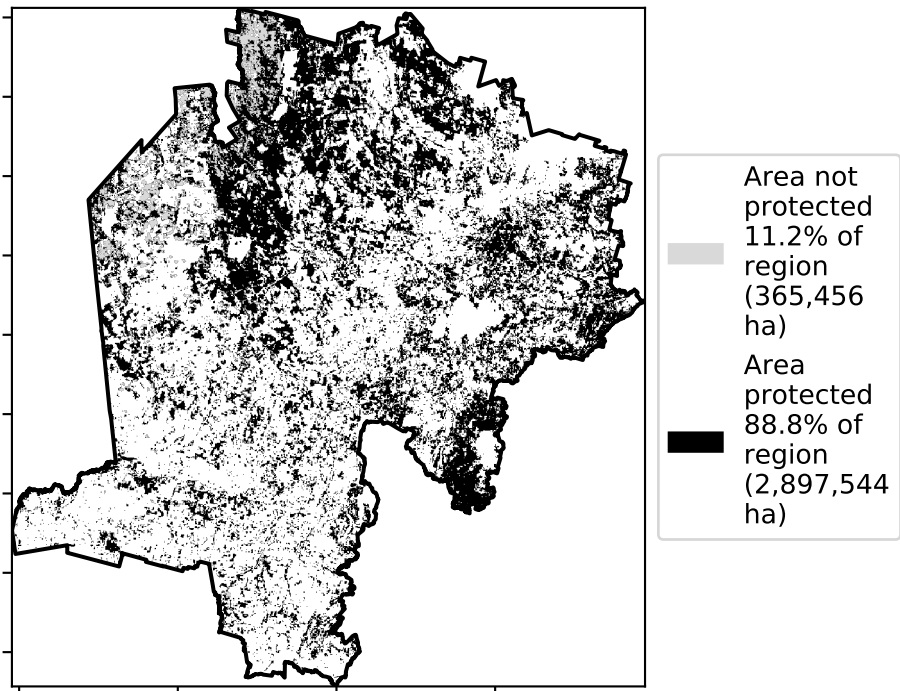 Area not
protected
11.2% of
region
(365,456
ha)
Area
protected
88.8% of
region
(2,897,544
ha)